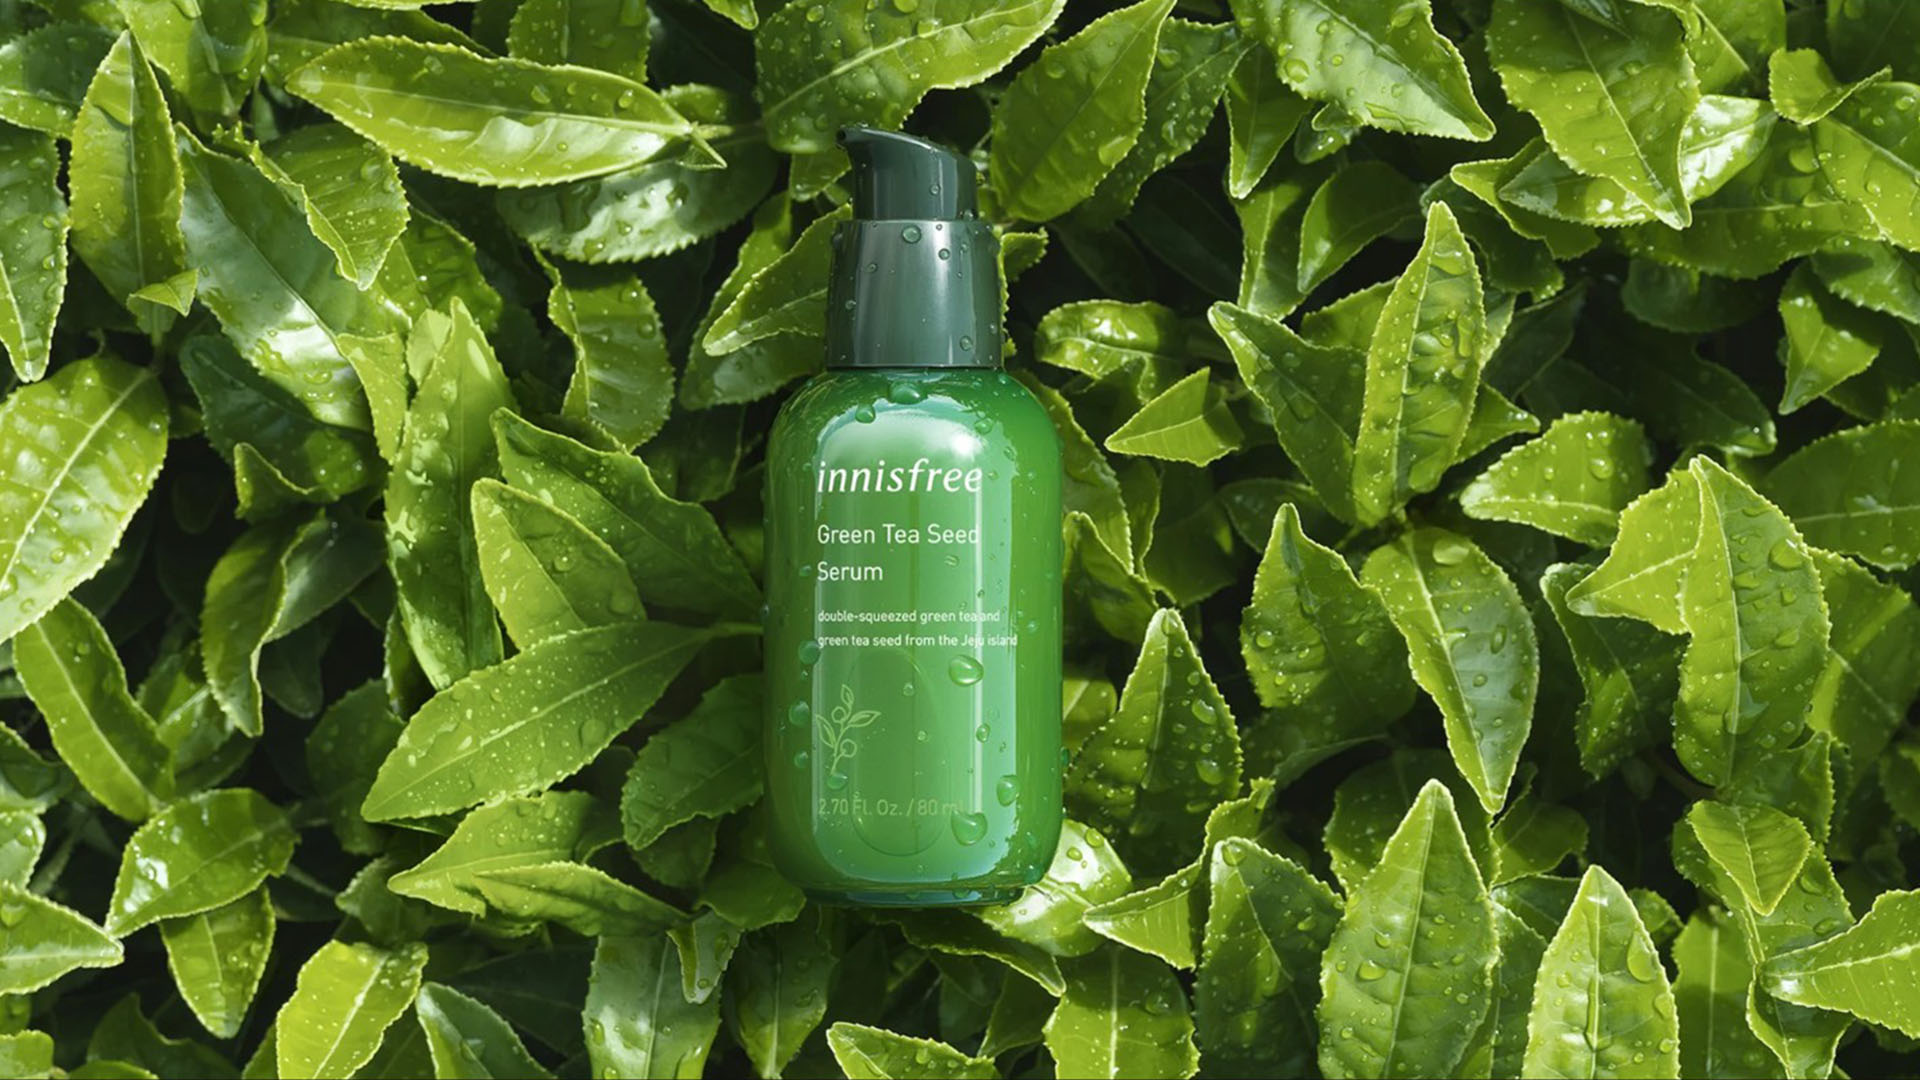 innisfree
Green Tea Seed
Serum
double-squeezed green tea and
green tea seed from the Jeju island
2.70 FL. Oz. / 80 ml